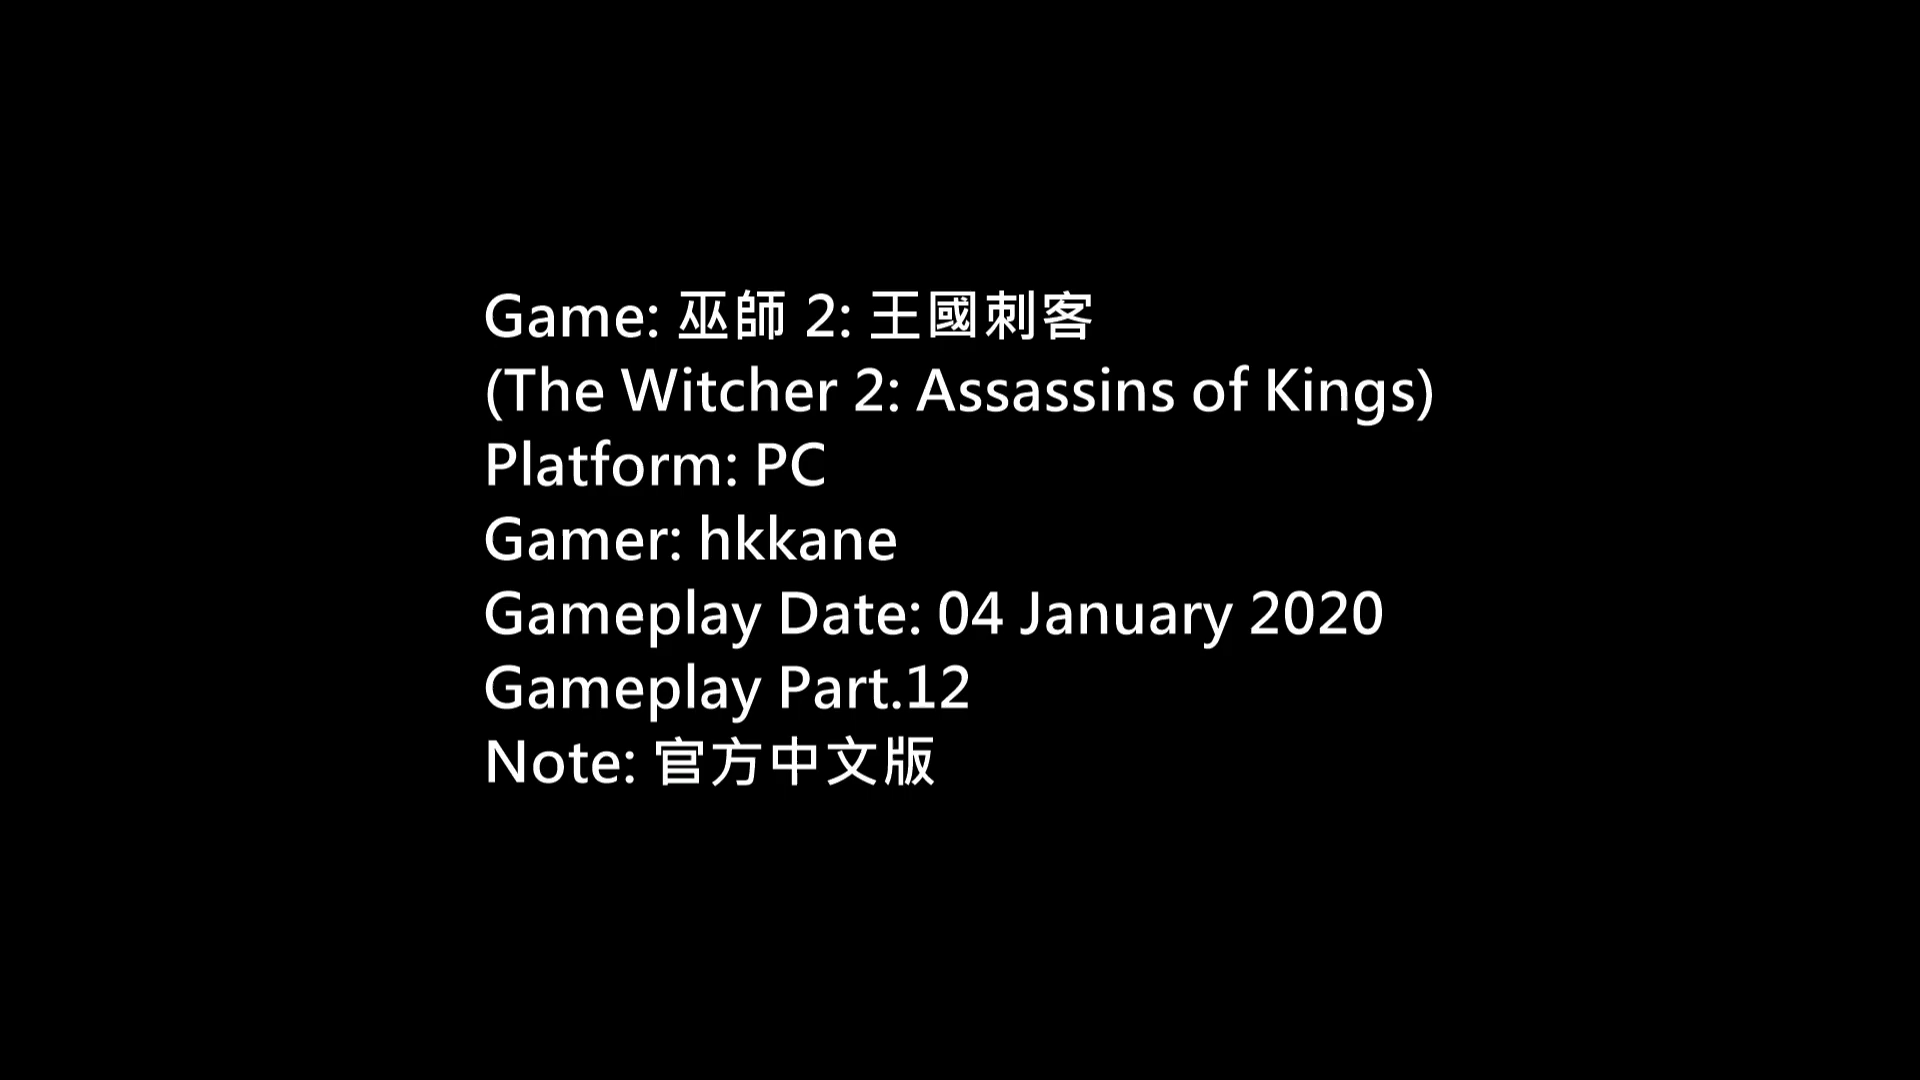 Game: 巫師 2: 王國刺客
(The Witcher 2: Assassins of Kings)
Platform: PC
Gamer: hkkane
Gameplay Date: 04 January 2020
Gameplay Part.12
Note: 官方中文版